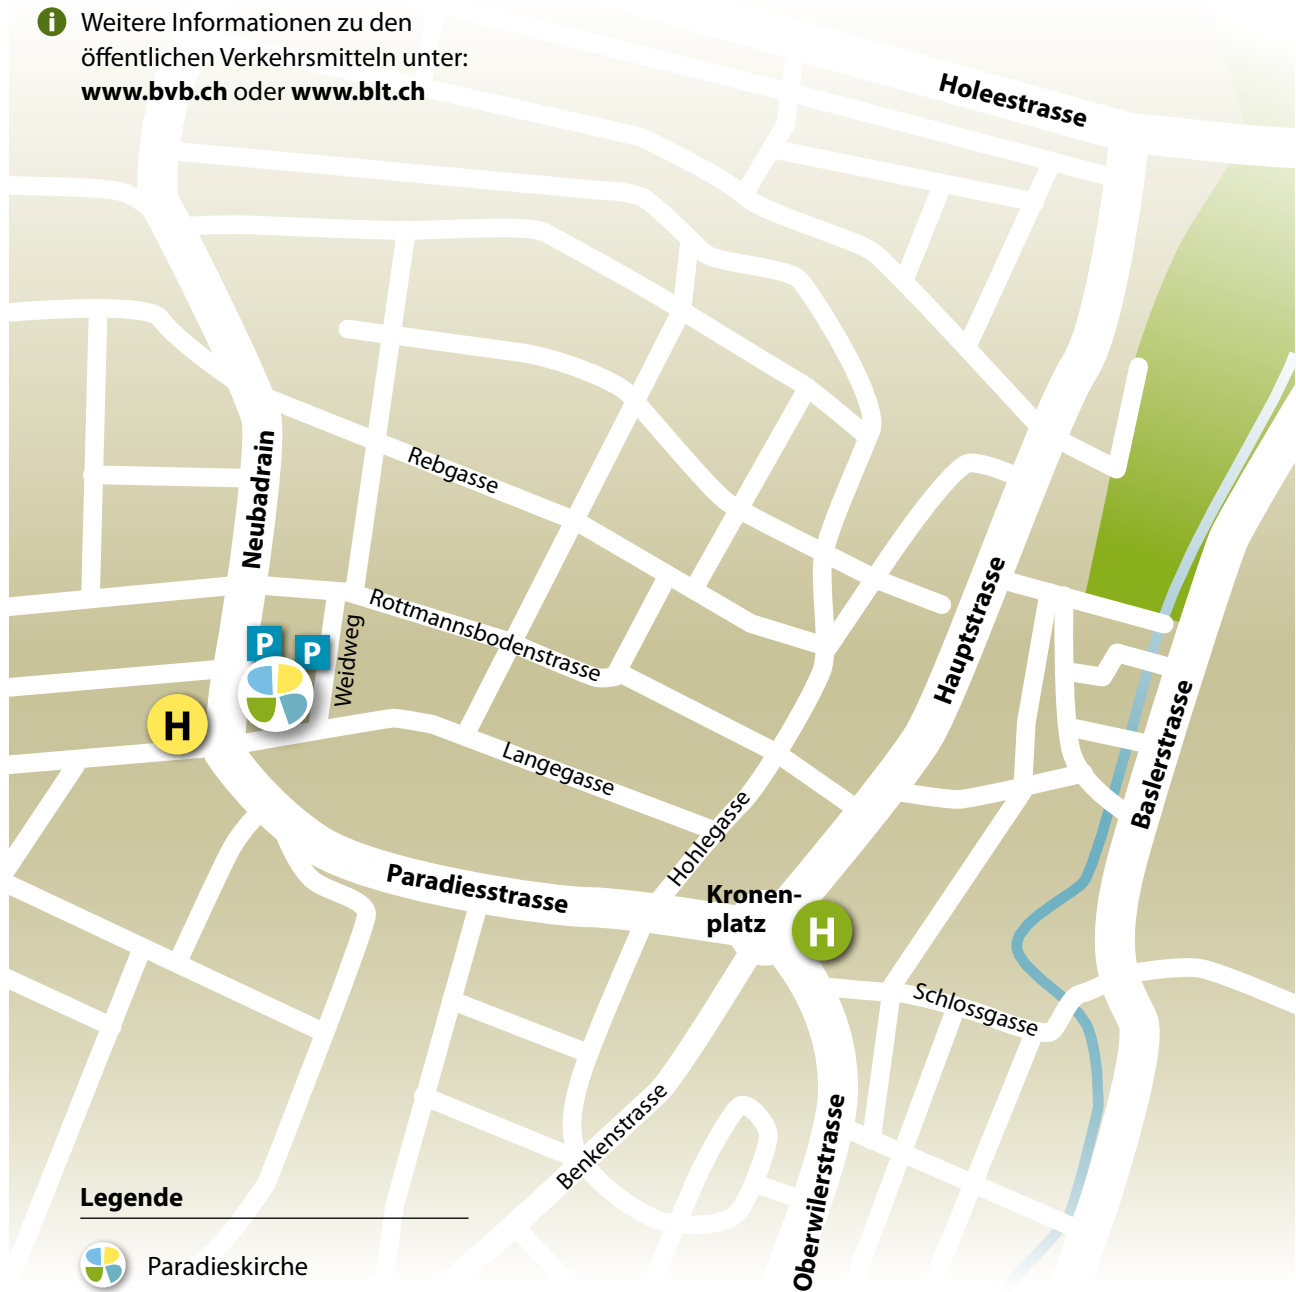 i
Weitere Informationen zu den
öffentlichen Verkehrsmitteln unter:
www.bvb.ch oder www.blt.ch
Holeestrasse
Rebgasse
Neubadrain
Hauptstrasse
Rottmannsbodenstrasse
P
P
Weidweg
H
Baslerstrasse
Langegasse
Hohlegasse
Paradiesstrasse
Kronen-
platz
H
Schlossgasse
Benkenstrasse
Oberwilerstrasse
Legende
Paradieskirche